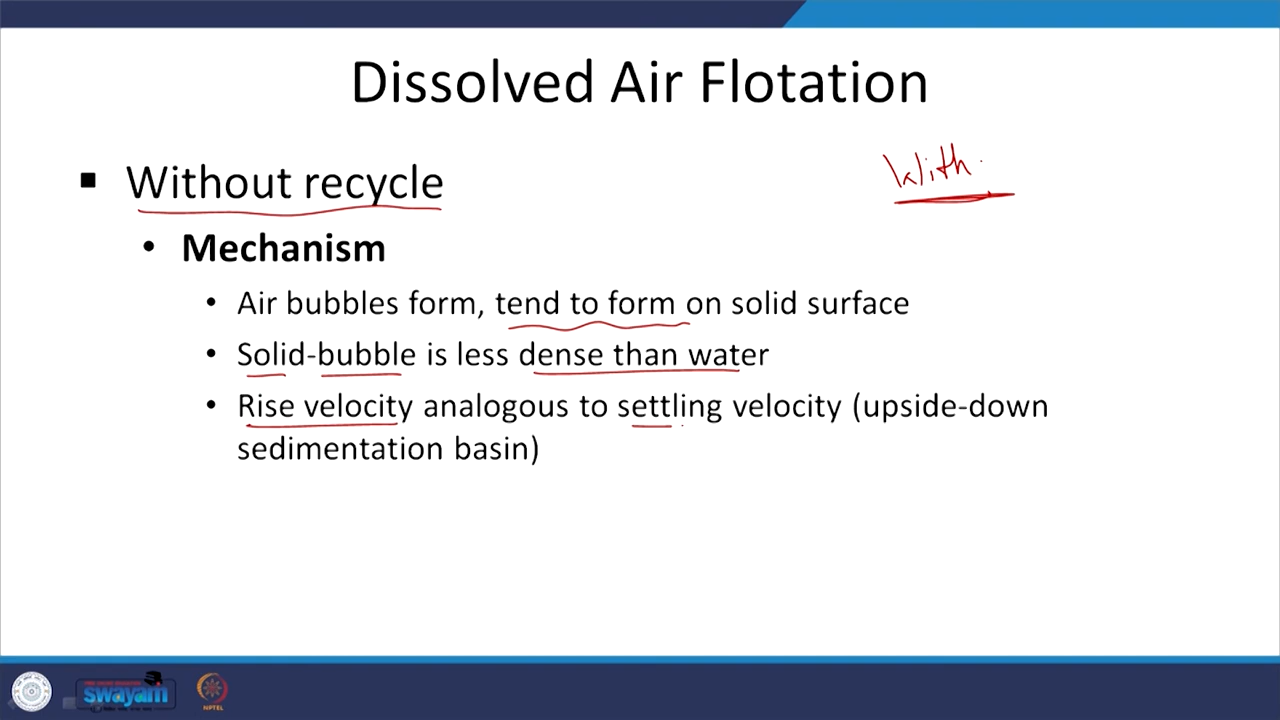 Dissolved Air Flotation
With
▪ Without recycle
• Mechanism
• Air bubbles form, tend to form on solid surface
• Solid-bubble is less dense than water
• Rise velocity analogous to settling velocity (upside-down
sedimentation basin)
swayam
NPTEL